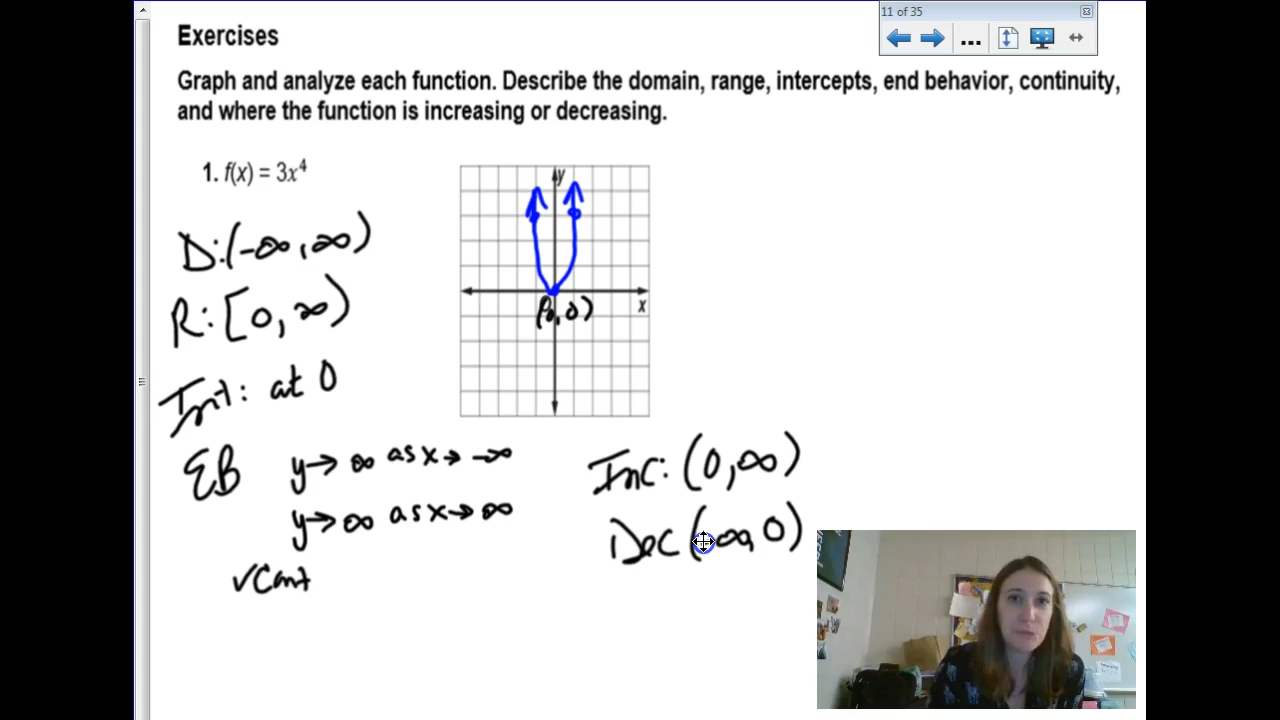 11 of 35
Exercises
Graph and analyze each function. Describe the domain, range, intercepts, end behavior, continuity,
and where the function is increasing or decreasing.
1. f(x) = 3x⁴
y
x
(0,0)
D:(-∞,∞)
R:[0,∞)
Int: at 0
EB y→∞ as x→-∞
y→∞ as x→∞
√Cont
Inc: (0,∞)
Dec (-∞,0)